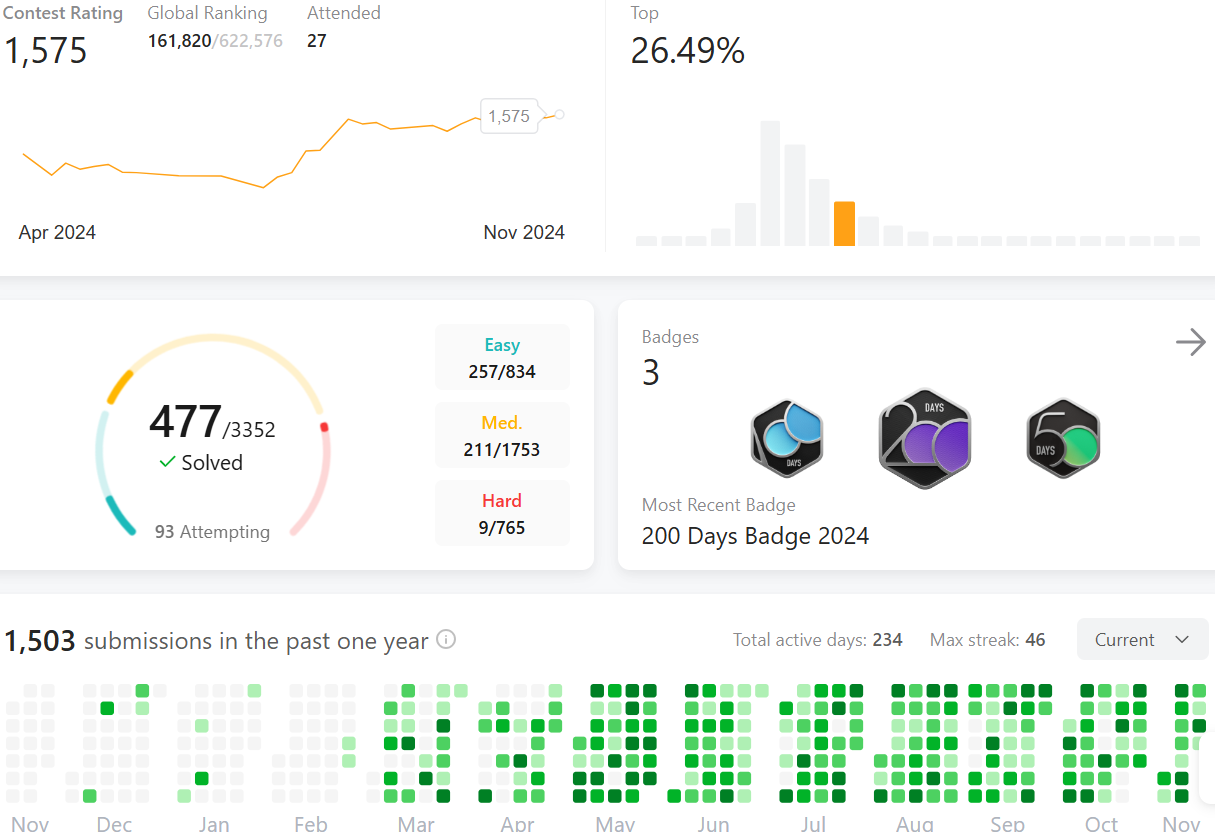 Contest Rating
1,575
Global Ranking
161,820/622,576
Attended
27
1,575
Apr 2024
Nov 2024
Top
26.49%
477/3352
Solved
93 Attempting
Easy
257/834
Med.
211/1753
Hard
9/765
Badges
3
DAYS
200
DAYS
50
DAYS
Most Recent Badge
200 Days Badge 2024
1,503 submissions in the past one year
Total active days: 234
Max streak: 46
Current
Nov Dec Jan Feb Mar Apr May Jun Jul Aug Sep Oct Nov